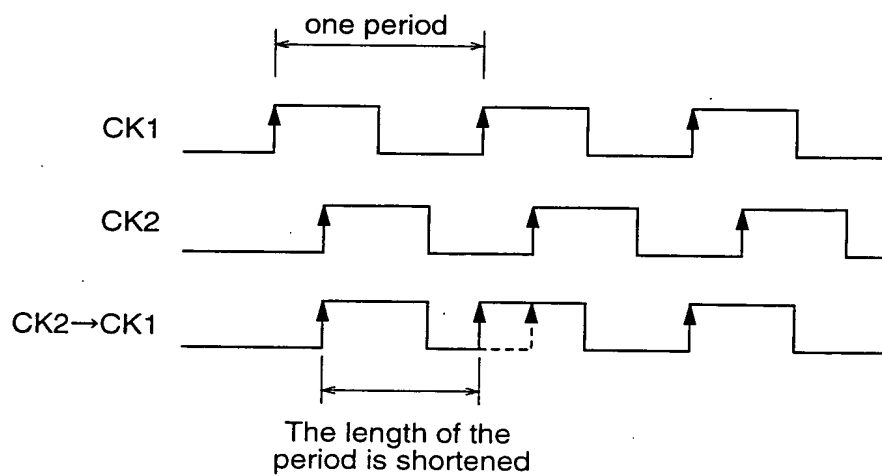 one period
CK1
CK2
CK2→CK1
The length of the
period is shortened